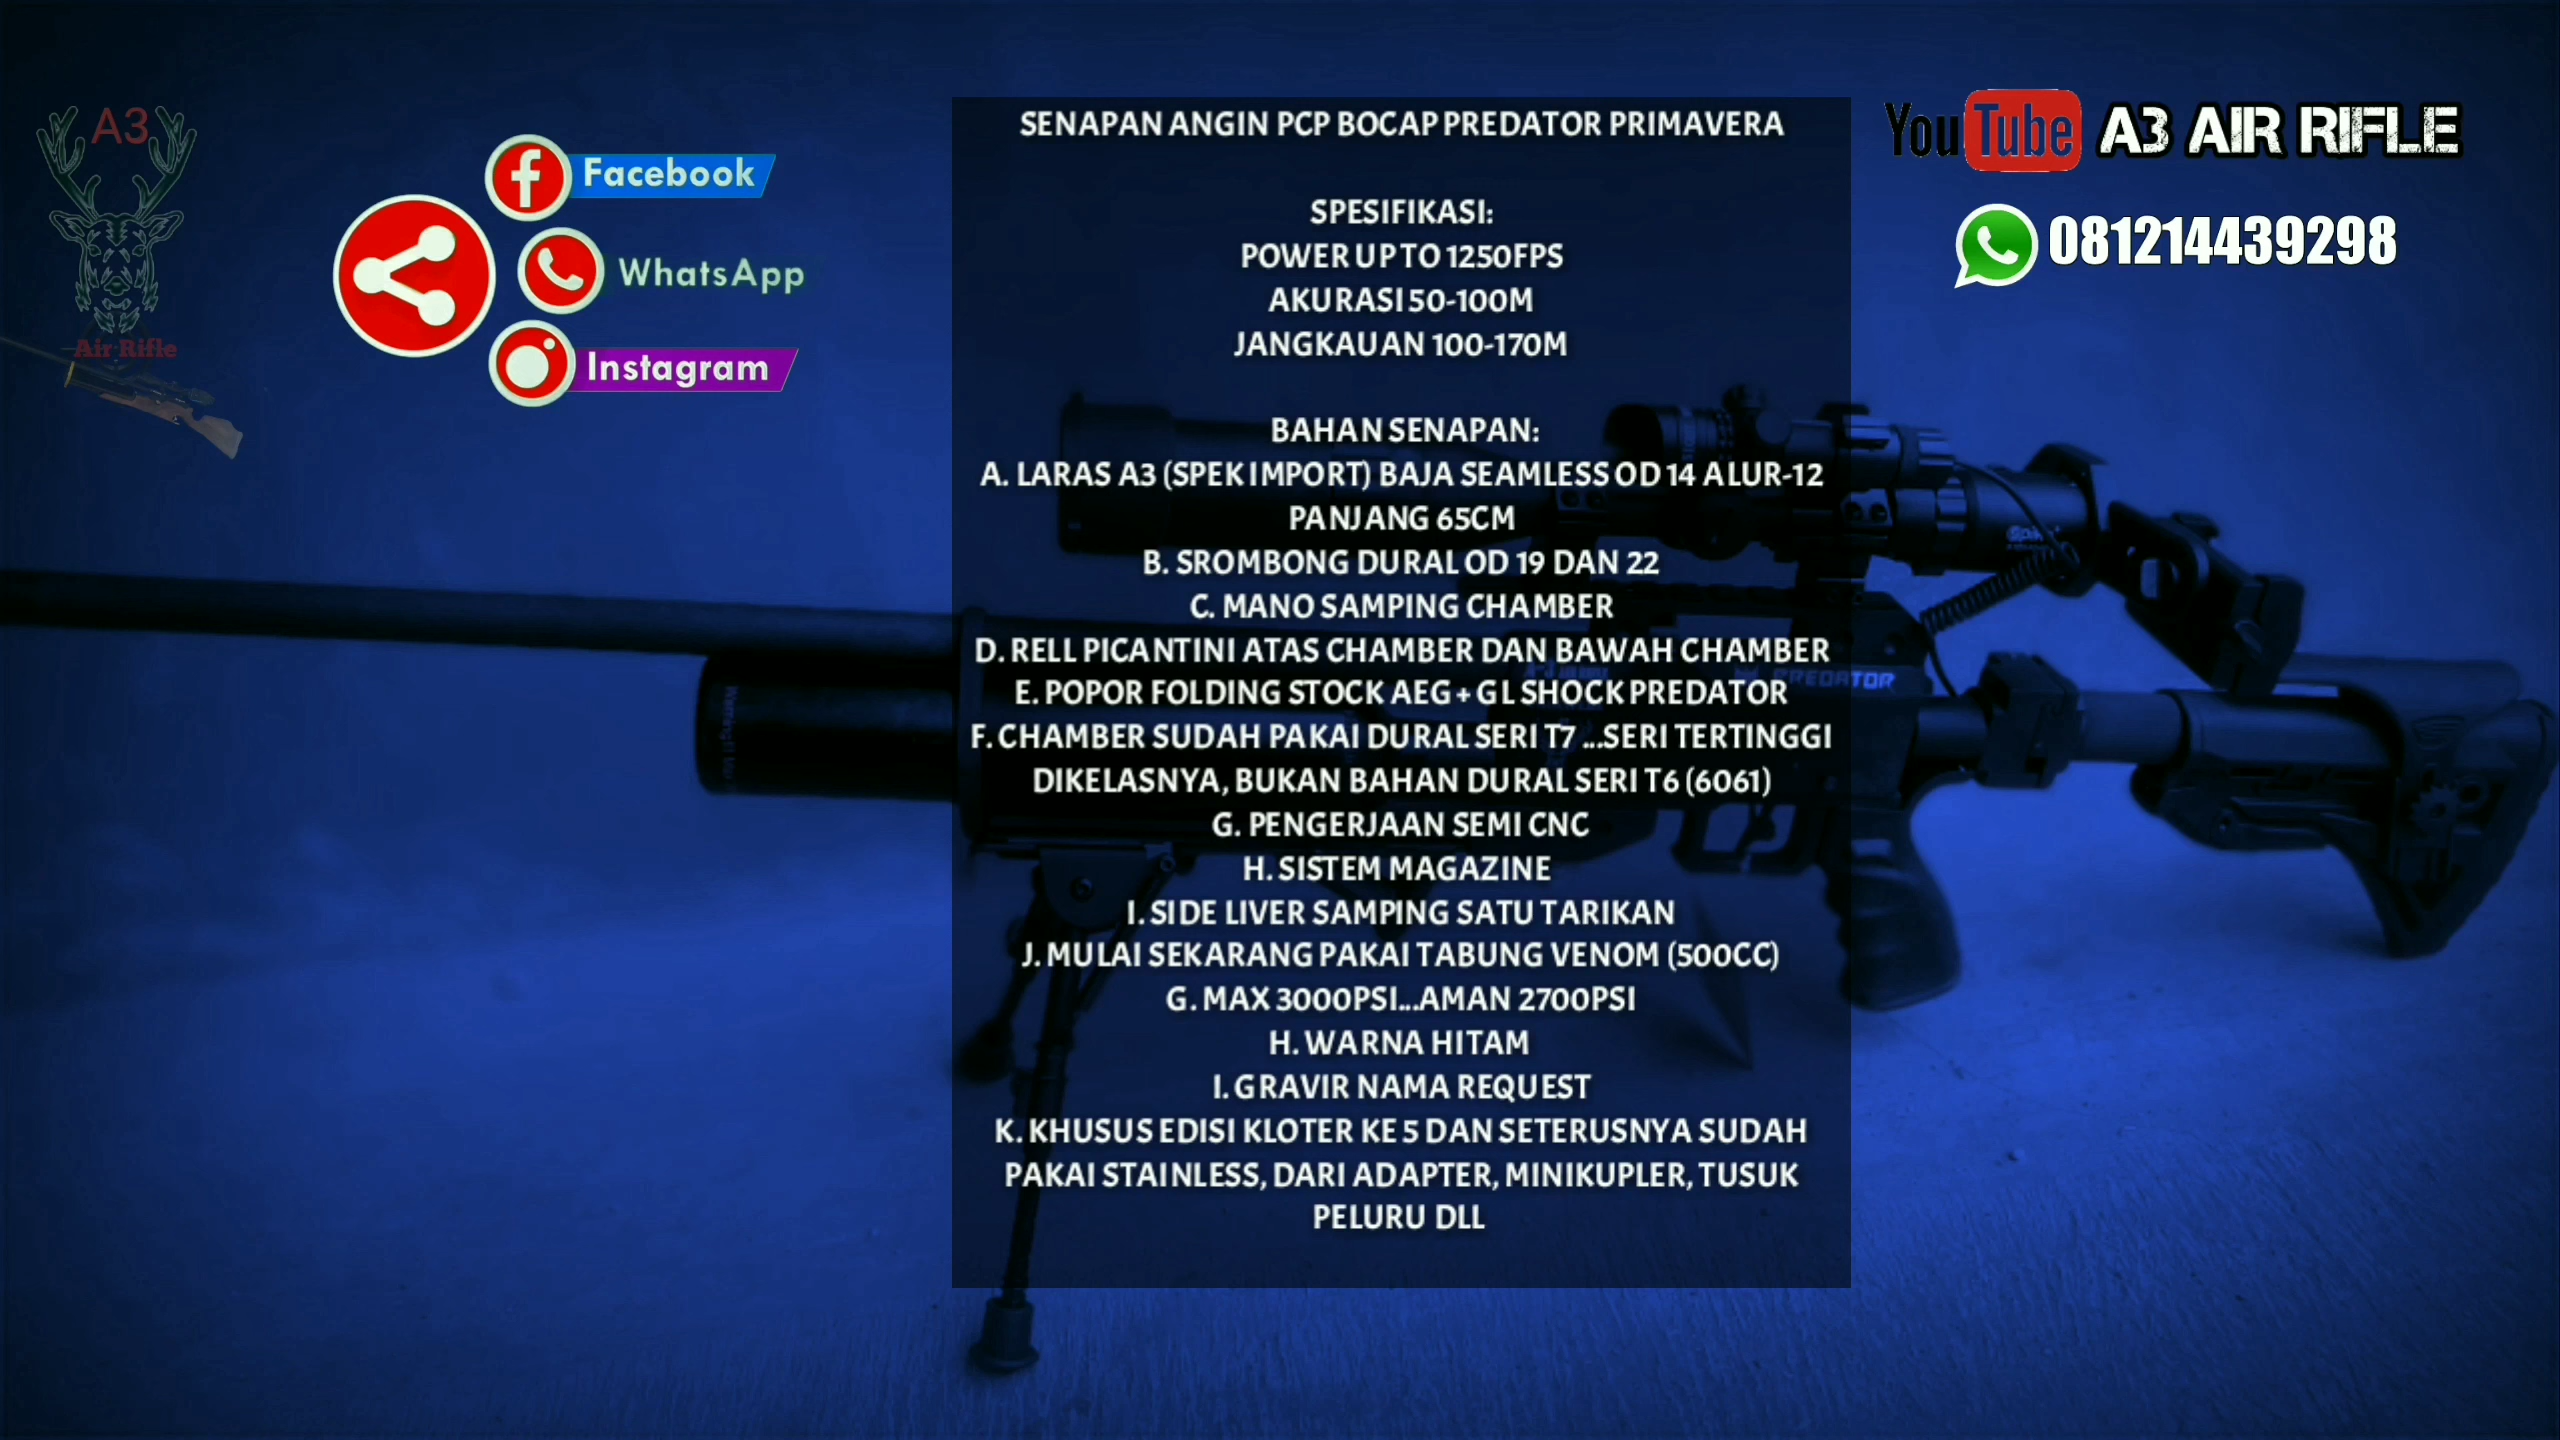 A3
Air Rifle
Facebook
WhatsApp
Instagram
SENAPAN ANGIN PCP BOCAP PREDATOR PRIMAVERA
SPESIFIKASI:
POWER UP TO 1250FPS
AKURASI 50-100M
JANGKAUAN 100-170M
BAHAN SENAPAN:
A. LARAS A3 (SPEK IMPORT) BAJA SEAMLESS OD 14 ALUR-12
PANJANG 65CM
B. SROMBONG DURAL OD 19 DAN 22
C. MANO SAMPING CHAMBER
D. RELL PICANTINI ATAS CHAMBER DAN BAWAH CHAMBER
E. POPOR FOLDING STOCK AEG + GL SHOCK PREDATOR
F. CHAMBER SUDAH PAKAI DURAL SERI T7 ...SERI TERTINGGI
DIKELASNYA, BUKAN BAHAN DURAL SERI T6 (6061)
G. PENGERJAAN SEMI CNC
H. SISTEM MAGAZINE
I. SIDE LIVER SAMPING SATU TARIKAN
J. MULAI SEKARANG PAKAI TABUNG VENOM (500CC)
G. MAX 3000PSI...AMAN 2700PSI
H. WARNA HITAM
I. GRAVIR NAMA REQUEST
K. KHUSUS EDISI KLOTER KE 5 DAN SETERUSNYA SUDAH
PAKAI STAINLESS, DARI ADAPTER, MINIKUPLER, TUSUK
PELURU DLL
YouTube A3 AIR RIFLE
081214439298
PREDATOR